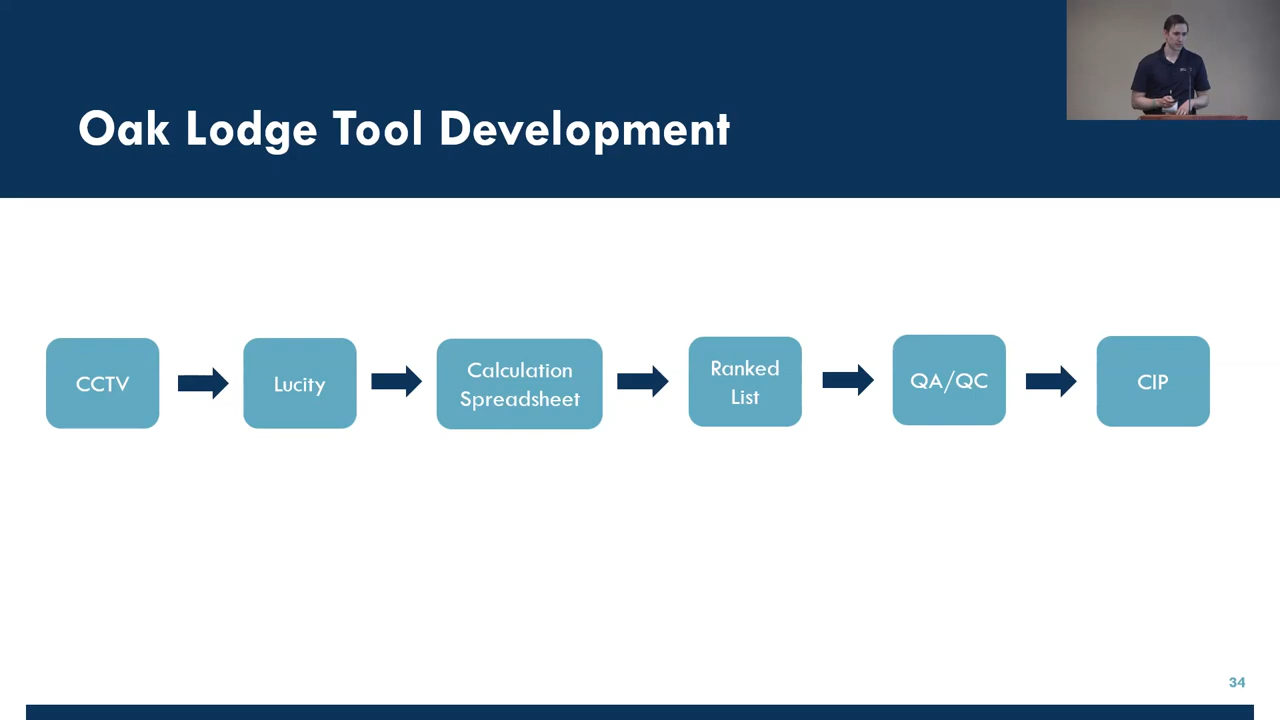 Oak Lodge Tool Development
CCTV
Lucity
Calculation
Spreadsheet
Ranked
List
QA/QC
CIP
34